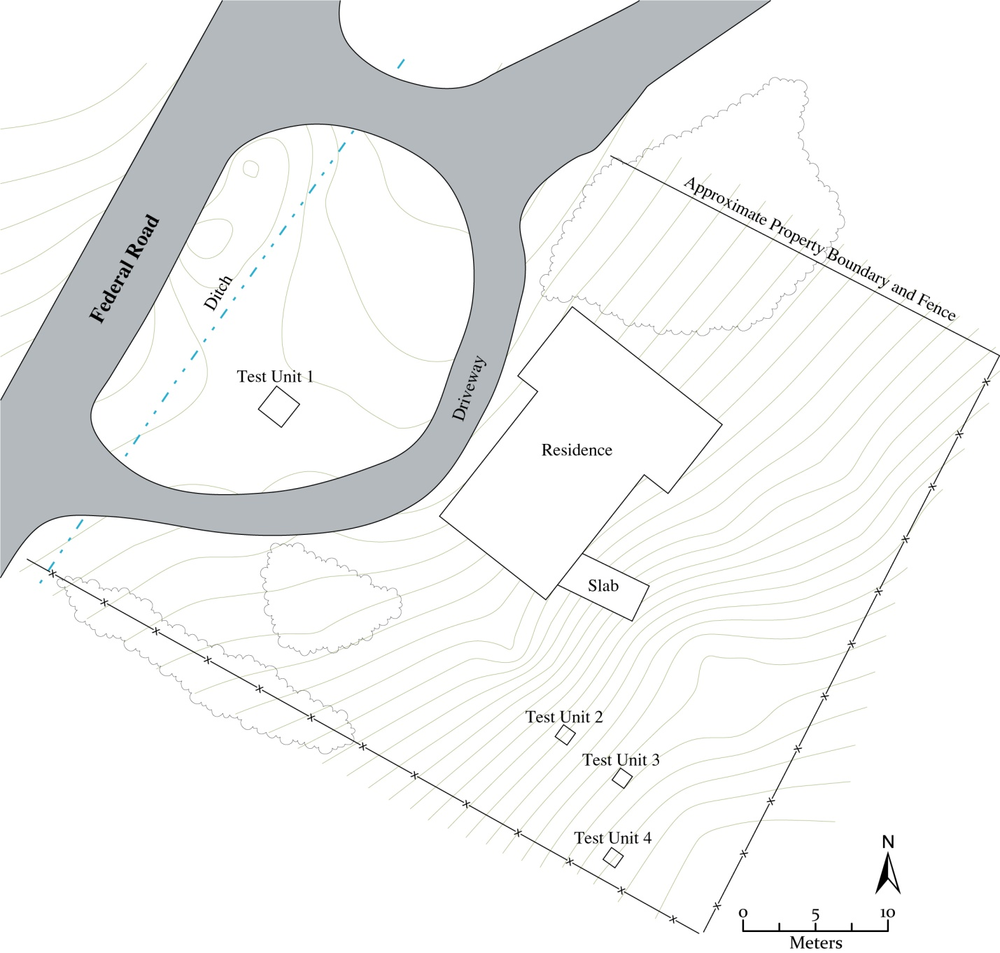 Approximate Property Boundary and Fence
Federal Road
Ditch
Test Unit 1
Driveway
Residence
Slab
Test Unit 2
Test Unit 3
Test Unit 4
N
0 5 10
Meters